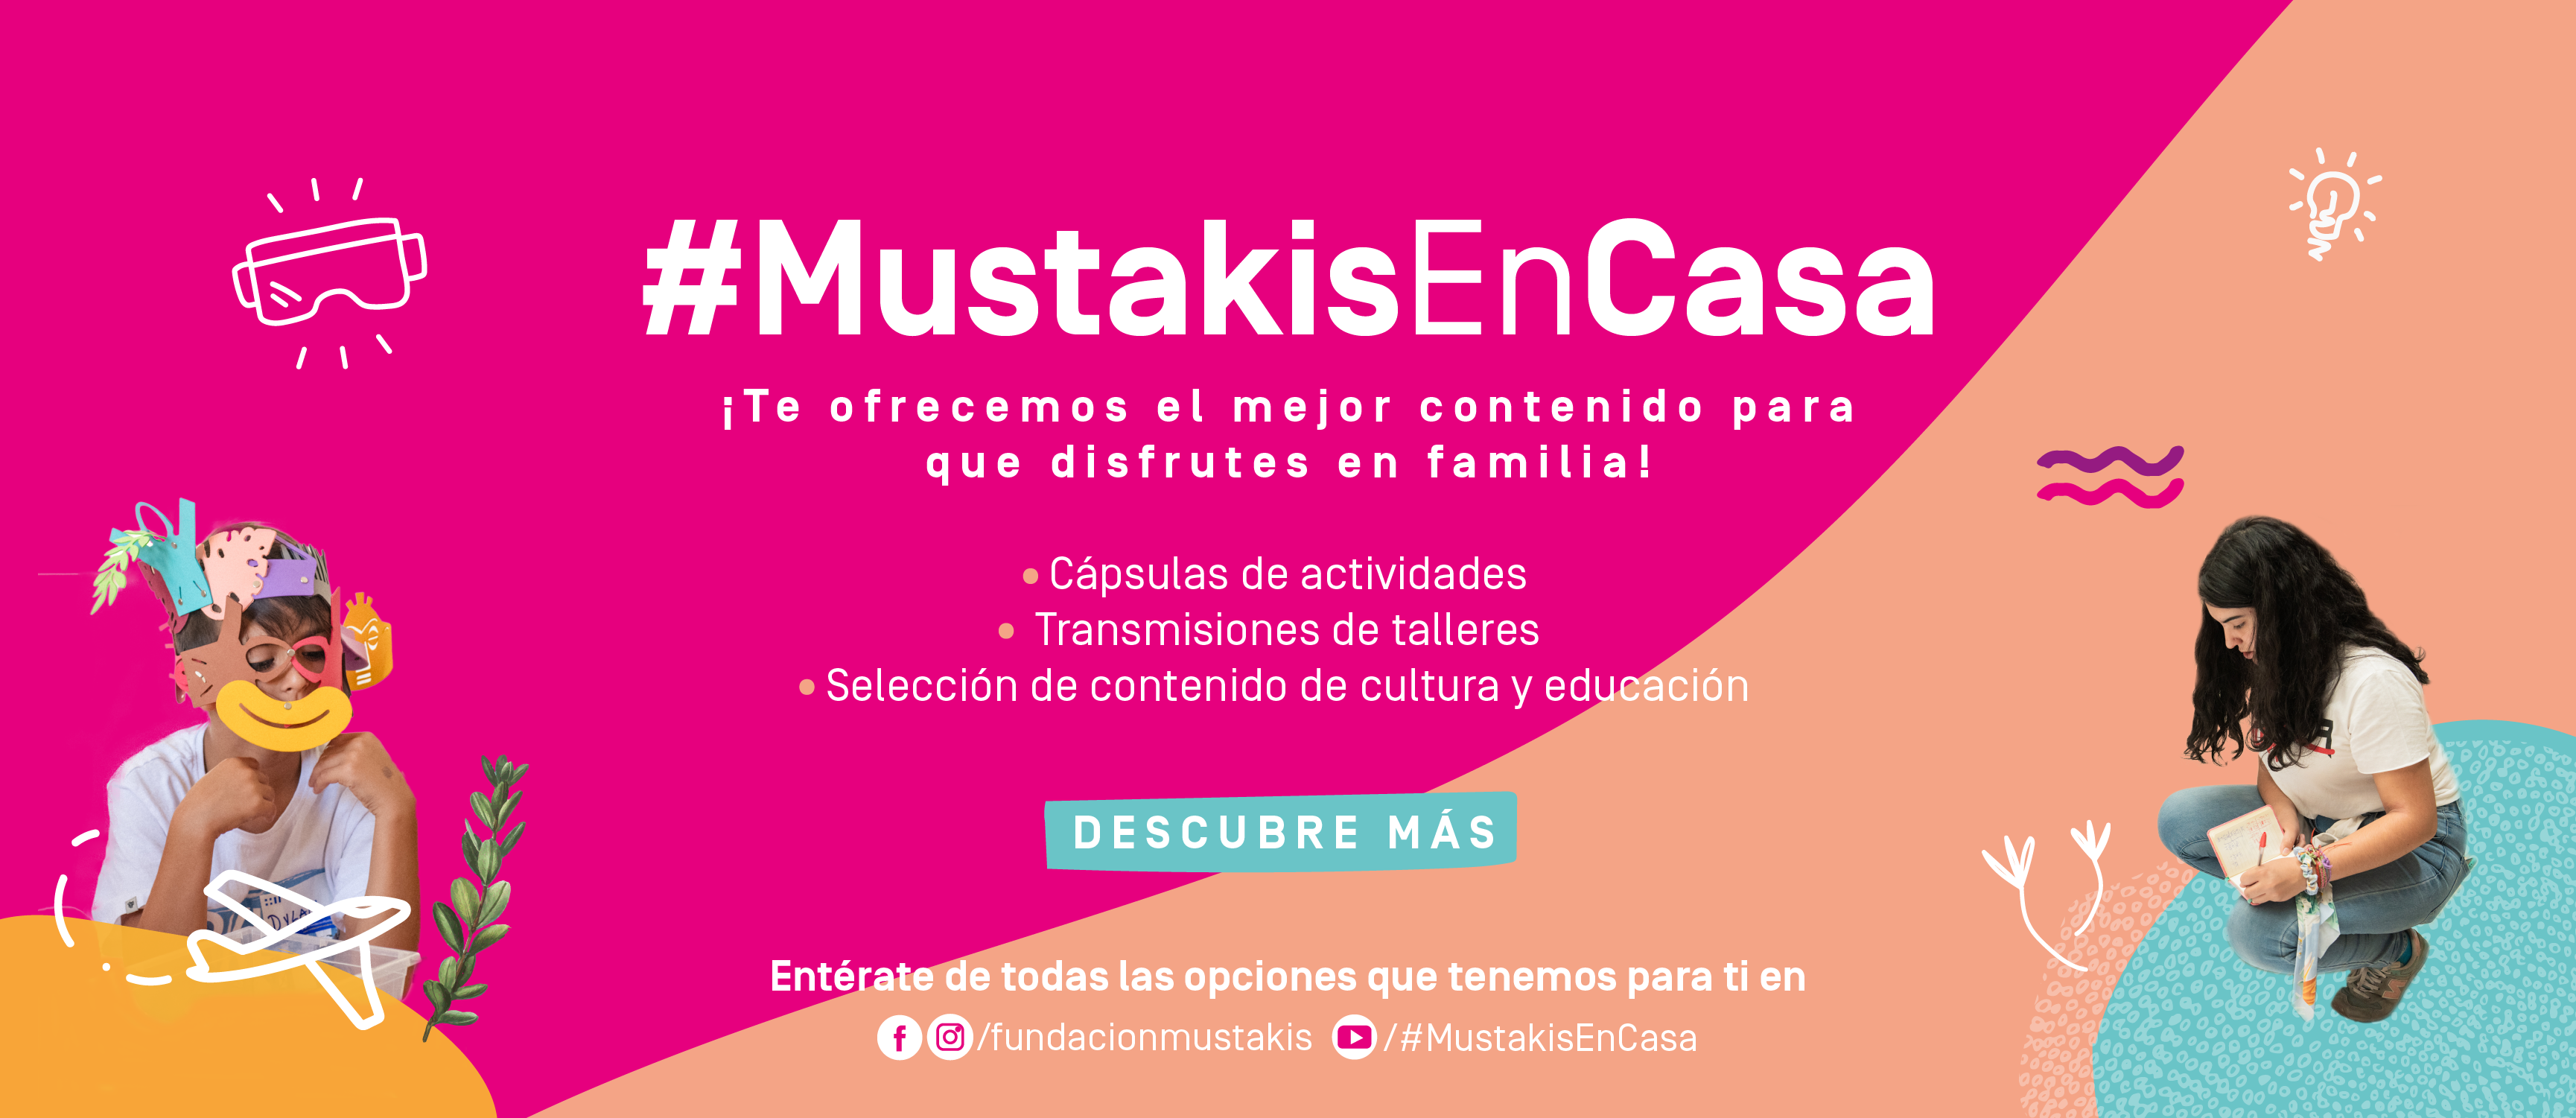 #MustakisEnCasa
¡Te ofrecemos el mejor contenido para
que disfrutes en familia!
• Cápsulas de actividades
• Transmisiones de talleres
• Selección de contenido de cultura y educación
DESCUBRE MÁS
Entérate de todas las opciones que tenemos para ti en
/fundacionmustakis /#MustakisEnCasa